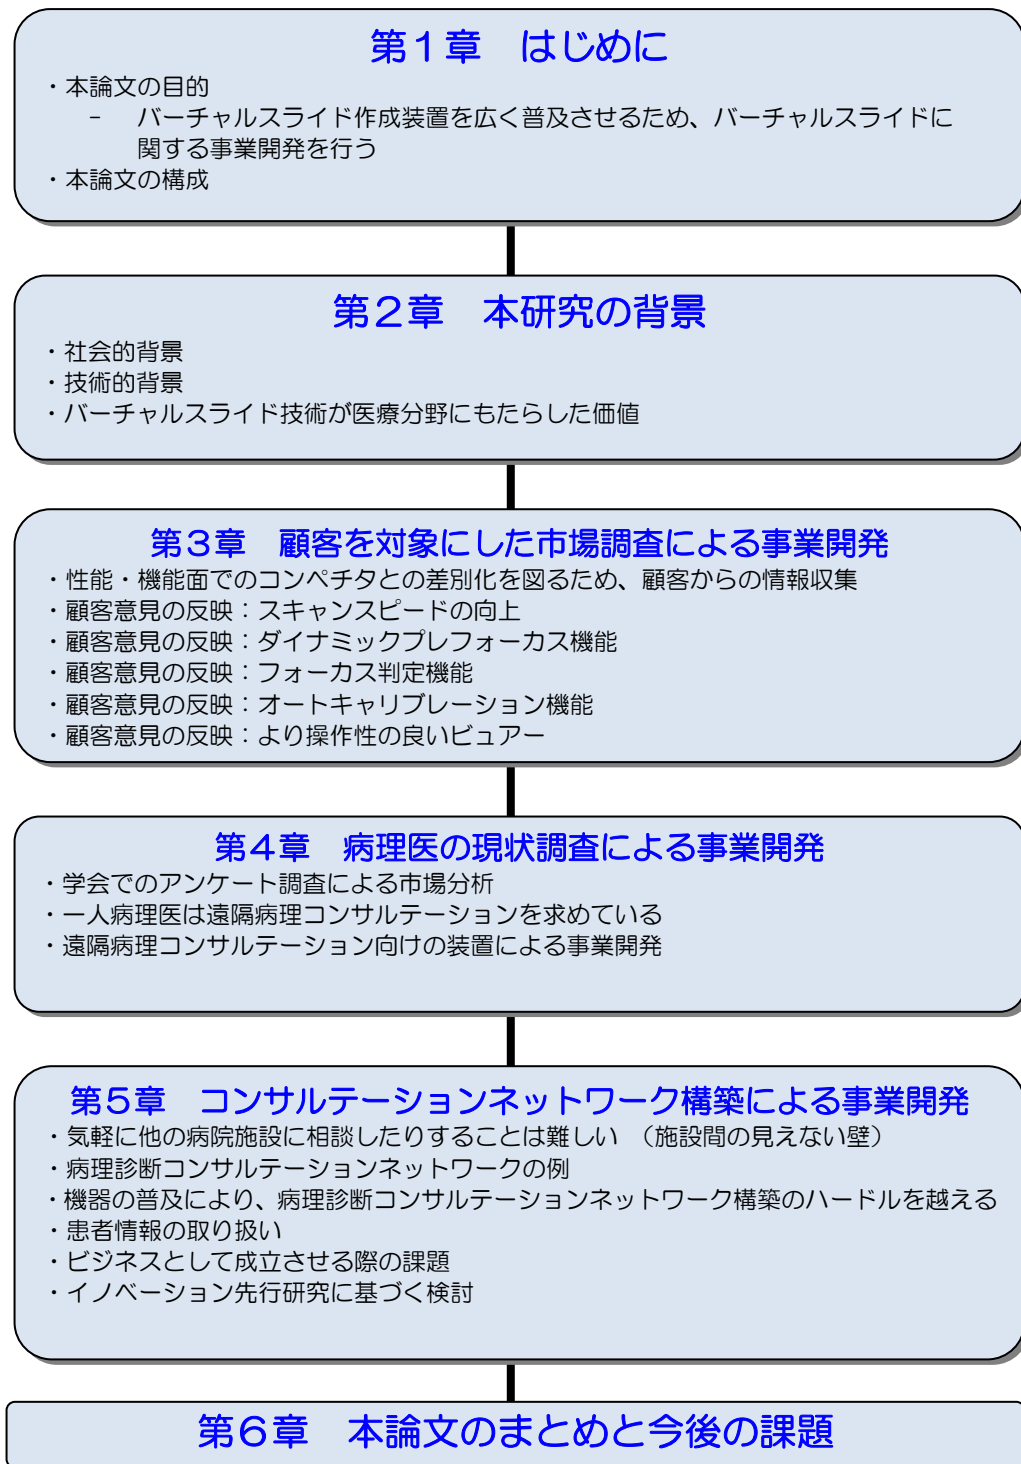 第１章　はじめに
・本論文の目的
－　バーチャルスライド作成装置を広く普及させるため、バーチャルスライドに
関する事業開発を行う
・本論文の構成
第２章　本研究の背景
・社会的背景
・技術的背景
・バーチャルスライド技術が医療分野にもたらした価値
第３章　顧客を対象にした市場調査による事業開発
・性能・機能面でのコンペチタとの差別化を図るため、顧客からの情報収集
・顧客意見の反映：スキャンスピードの向上
・顧客意見の反映：ダイナミックプレフォーカス機能
・顧客意見の反映：フォーカス判定機能
・顧客意見の反映：オートキャリブレーション機能
・顧客意見の反映：より操作性の良いビュアー
第４章　病理医の現状調査による事業開発
・学会でのアンケート調査による市場分析
・一人病理医は遠隔病理コンサルテーションを求めている
・遠隔病理コンサルテーション向けの装置による事業開発
第５章　コンサルテーションネットワーク構築による事業開発
・気軽に他の病院施設に相談したりすることは難しい　（施設間の見えない壁）
・病理診断コンサルテーションネットワークの例
・機器の普及により、病理診断コンサルテーションネットワーク構築のハードルを越える
・患者情報の取り扱い
・ビジネスとして成立させる際の課題
・イノベーション先行研究に基づく検討
第６章　本論文のまとめと今後の課題